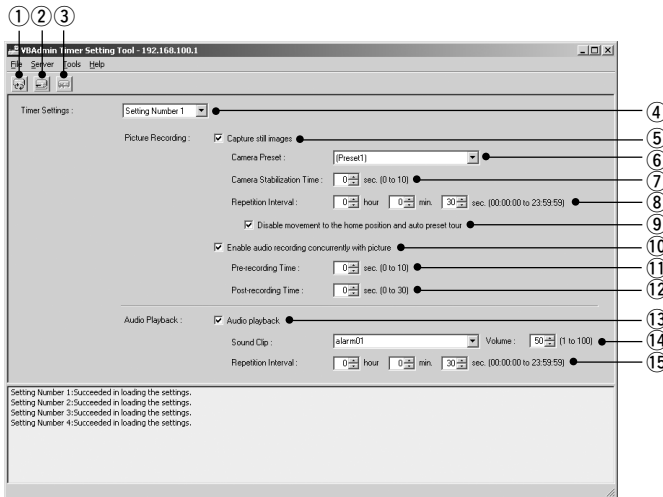 ① ② ③
VBAdmin Timer Setting Tool - 192.168.100.1
File Server Tools Help
Timer Settings : Setting Number 1 ④
Picture Recording : Capture still images ⑤
Camera Preset : (Preset1) ⑥
Camera Stabilization Time : 0 sec. (0 to 10) ⑦
Repetition Interval : 0 hour 0 min. 30 sec. (00:00:00 to 23:59:59) ⑧
Disable movement to the home position and auto preset tour ⑨
Enable audio recording concurrently with picture ⑩
Pre-recording Time : 0 sec. (0 to 10) ⑪
Post-recording Time : 0 sec. (0 to 30) ⑫
Audio Playback : Audio playback ⑬
Sound Clip : alarm01 Volume : 50 (1 to 100) ⑭
Repetition Interval : 0 hour 0 min. 30 sec. (00:00:00 to 23:59:59) ⑮
Setting Number 1:Succeeded in loading the settings.
Setting Number 2:Succeeded in loading the settings.
Setting Number 3:Succeeded in loading the settings.
Setting Number 4:Succeeded in loading the settings.